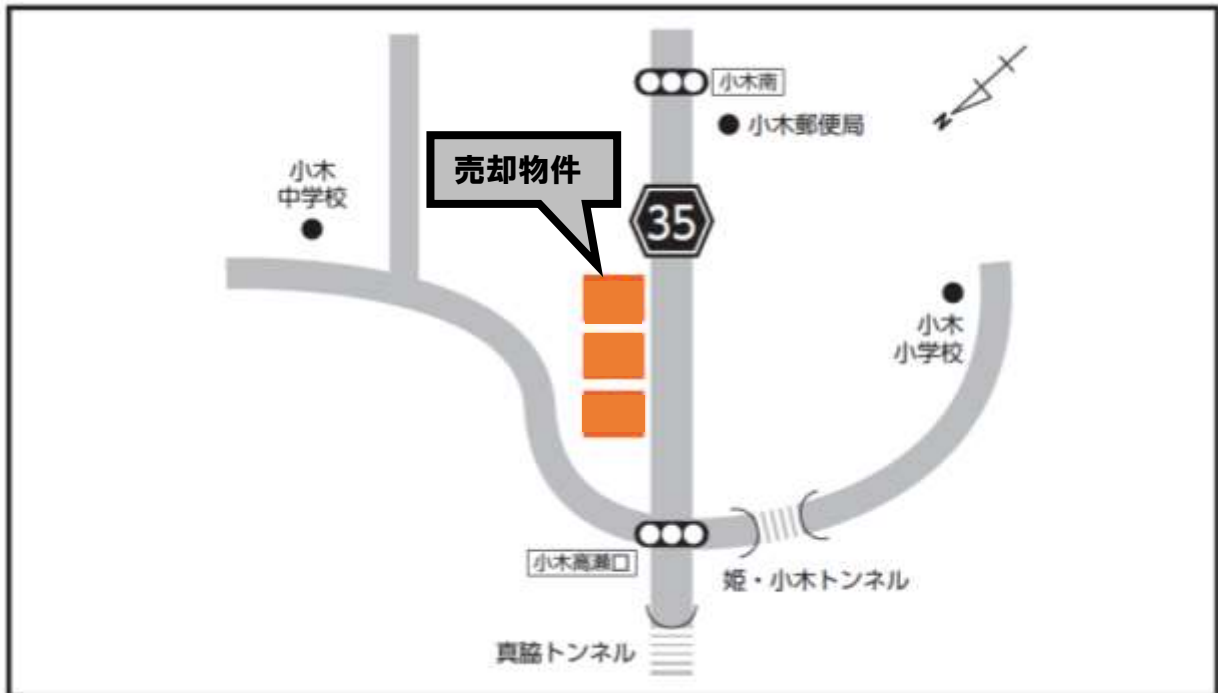 小木南
小木郵便局
N
売却物件
小木
中学校
35
小木
小学校
小木高瀬口
姫・小木トンネル
真脇トンネル